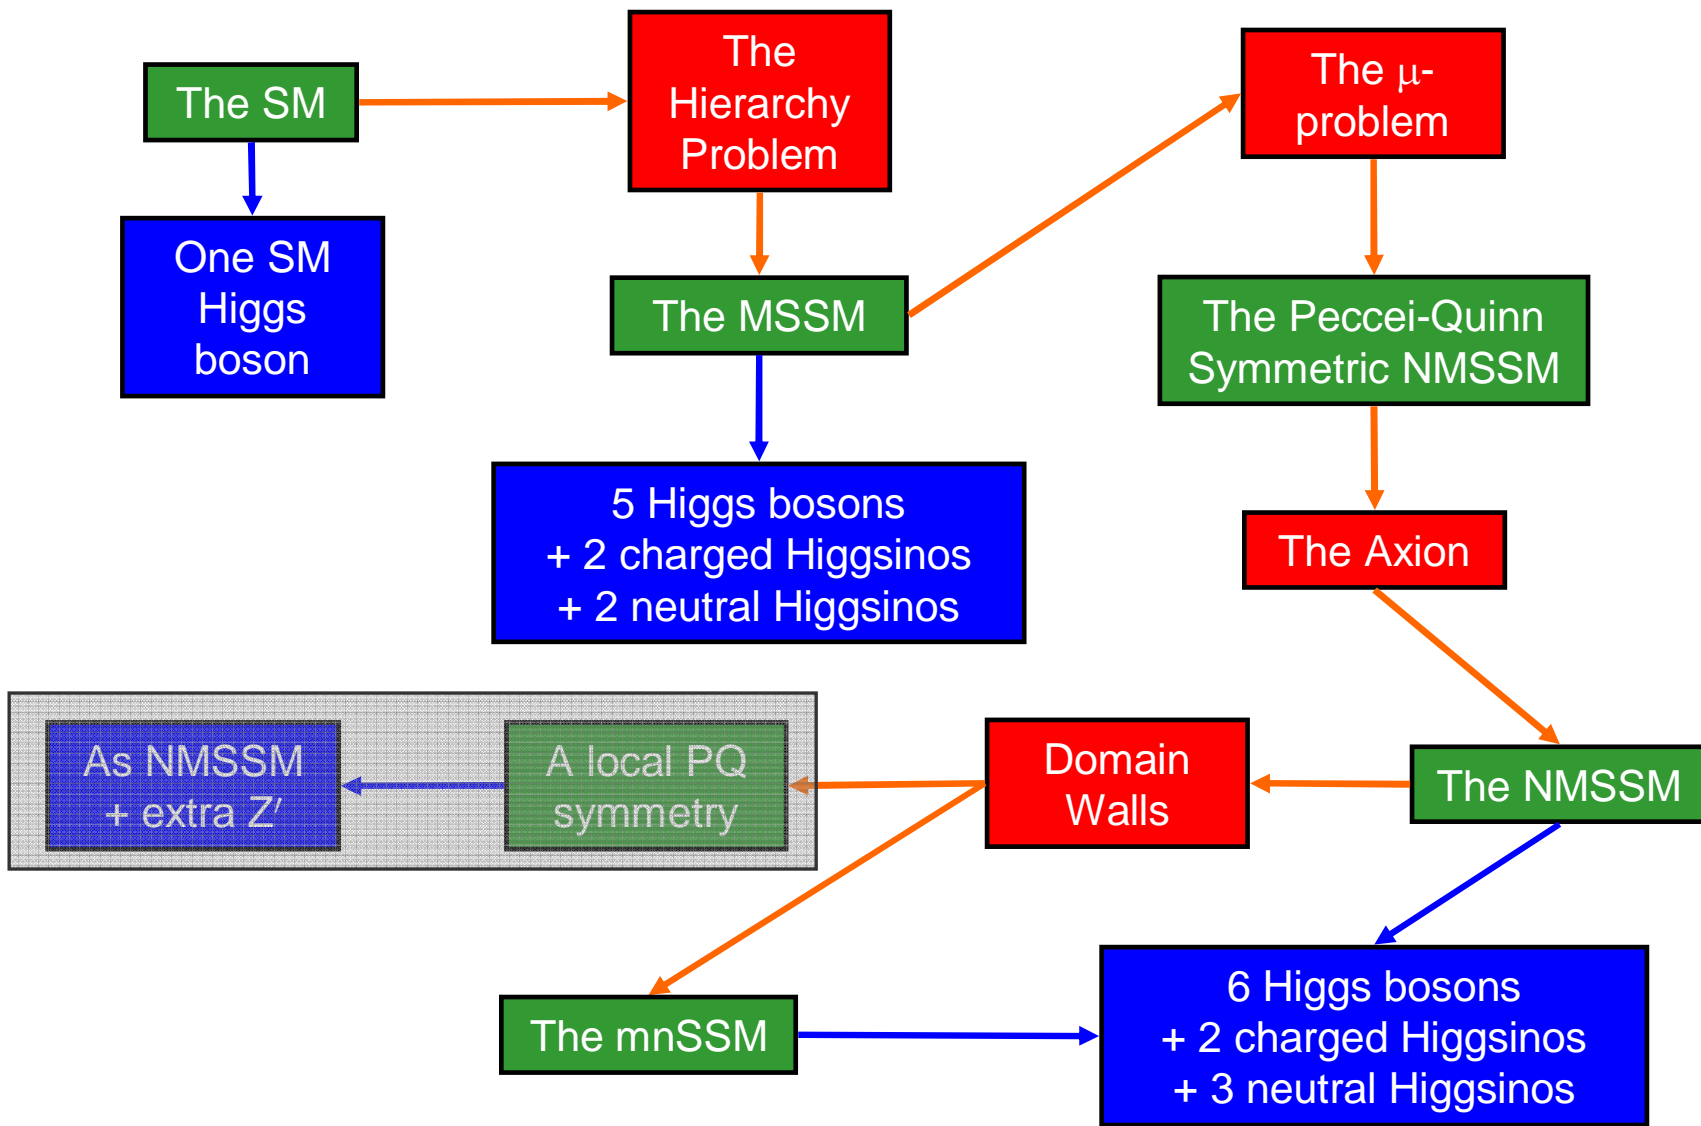 The SM
The
Hierarchy
Problem
The μ-
problem
One SM
Higgs
boson
The MSSM
The Peccei-Quinn
Symmetric NMSSM
5 Higgs bosons
+ 2 charged Higgsinos
+ 2 neutral Higgsinos
The Axion
As NMSSM
+ extra Z′
A local PQ
symmetry
Domain
Walls
The NMSSM
The mnSSM
6 Higgs bosons
+ 2 charged Higgsinos
+ 3 neutral Higgsinos